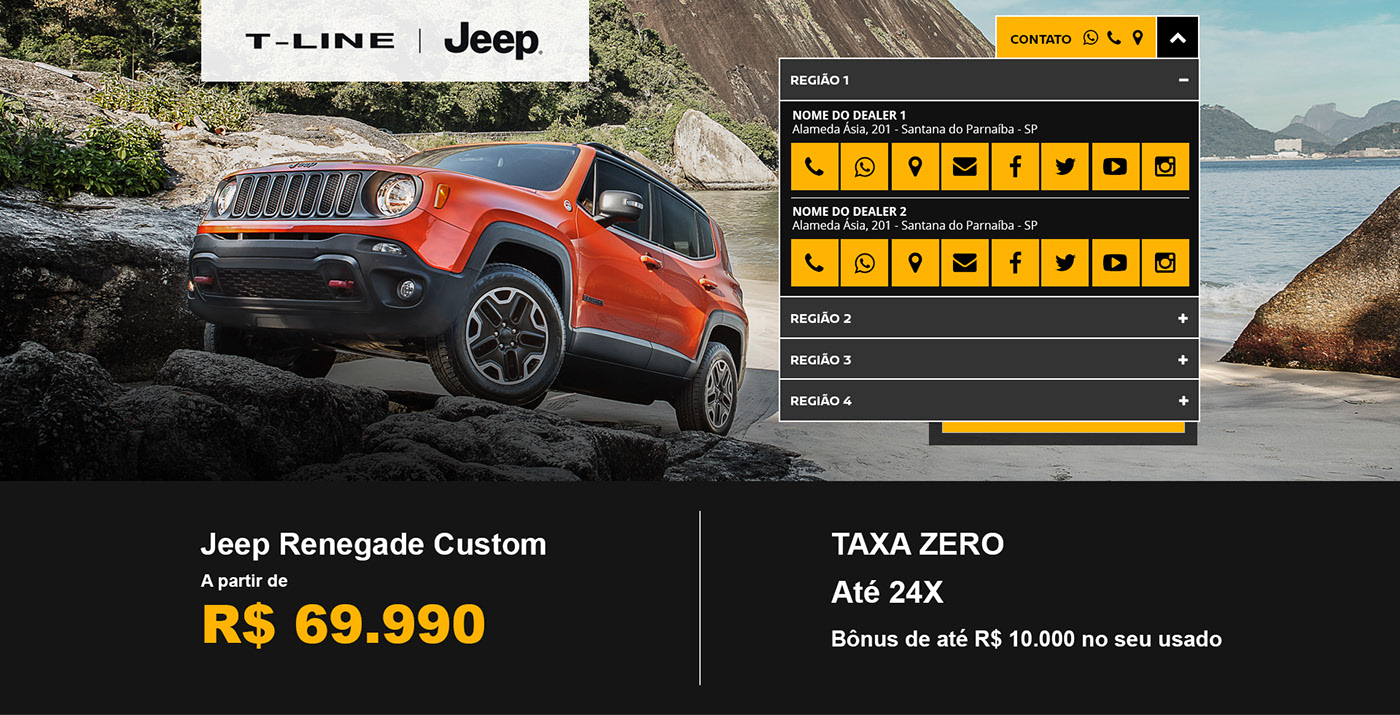 T-LINE | Jeep®
CONTATO
REGIÃO 1
NOME DO DEALER 1
Alameda Ásia, 201 - Santana do Parnaíba - SP
NOME DO DEALER 2
Alameda Ásia, 201 - Santana do Parnaíba - SP
REGIÃO 2
REGIÃO 3
REGIÃO 4
Jeep
Jeep Renegade Custom
A partir de
R$ 69.990
TAXA ZERO
Até 24X
Bônus de até R$ 10.000 no seu usado